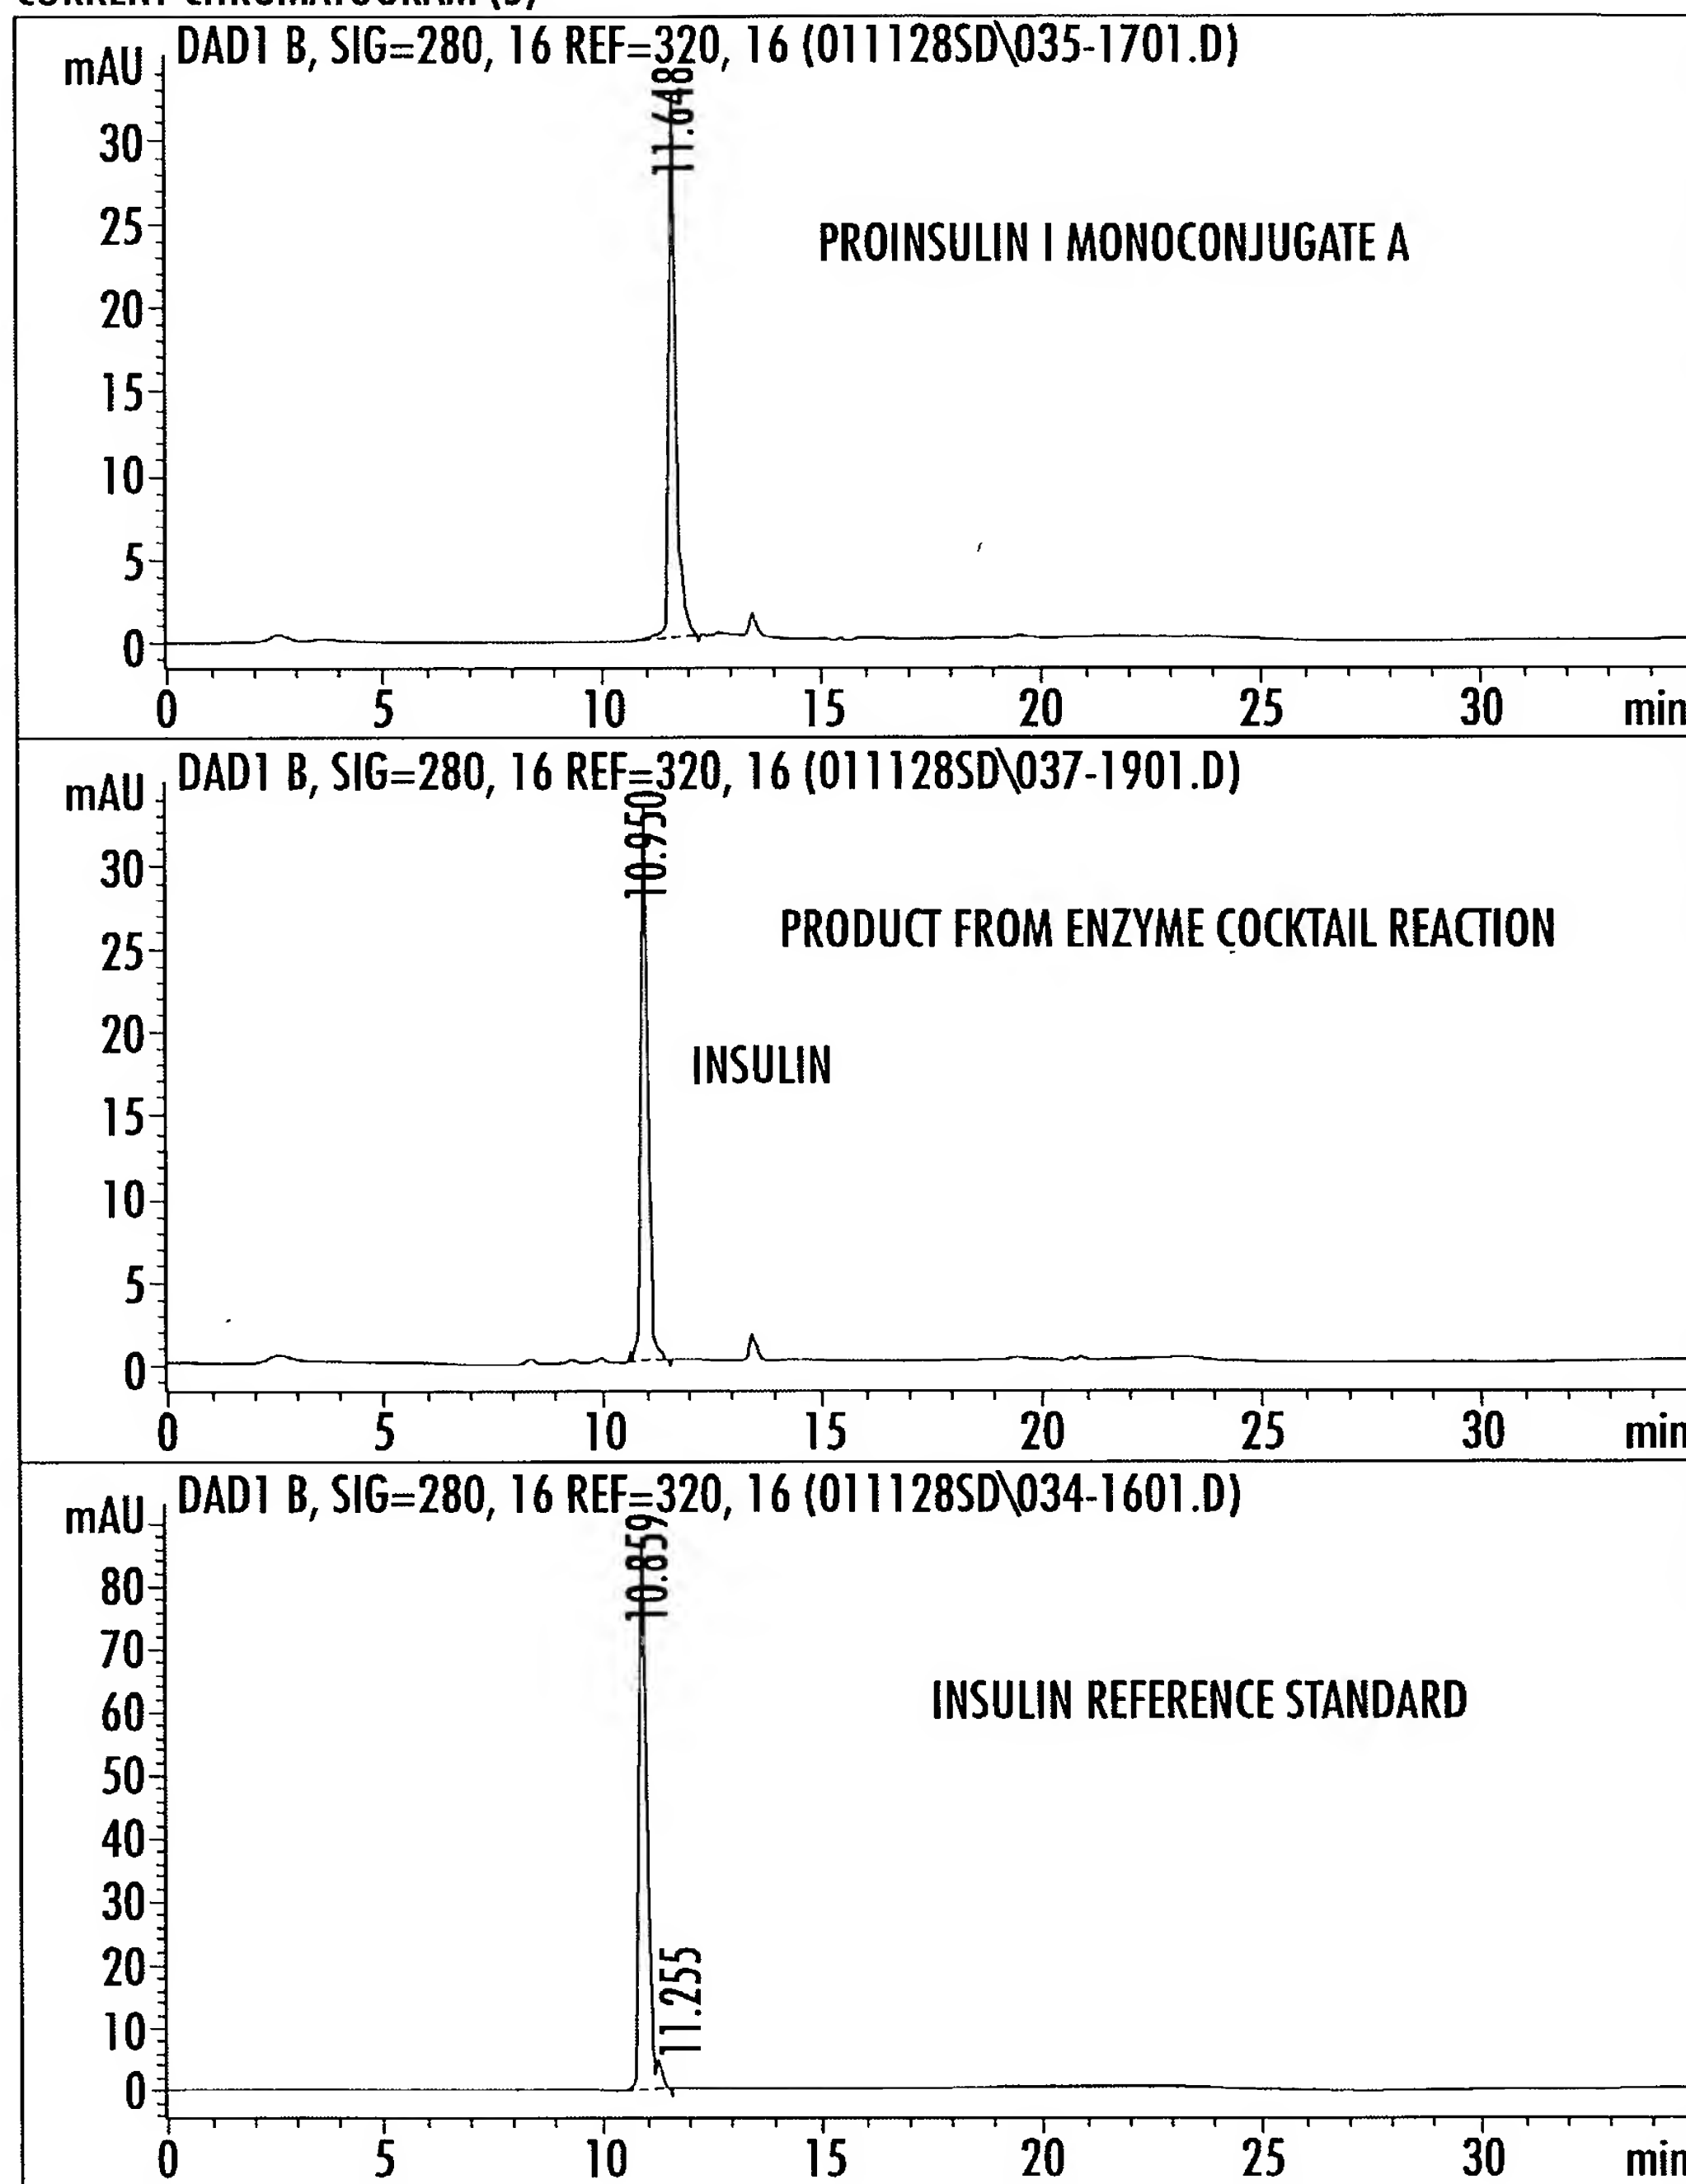 DAD1 B, SIG=280, 16 REF=320, 16 (011128SD\035-1701.D)
mAU
11.648
30
25
PROINSULIN I MONOCONJUGATE A
20
15
10
5
0
0 5 10 15 20 25 30 min
DAD1 B, SIG=280, 16 REF=320, 16 (011128SD\037-1901.D)
mAU
10.950
30
25
PRODUCT FROM ENZYME COCKTAIL REACTION
20
INSULIN
15
10
5
0
0 5 10 15 20 25 30 min
DAD1 B, SIG=280, 16 REF=320, 16 (011128SD\034-1601.D)
mAU
10.859
80
70
INSULIN REFERENCE STANDARD
60
50
40
30
20
11.255
10
0
0 5 10 15 20 25 30 min